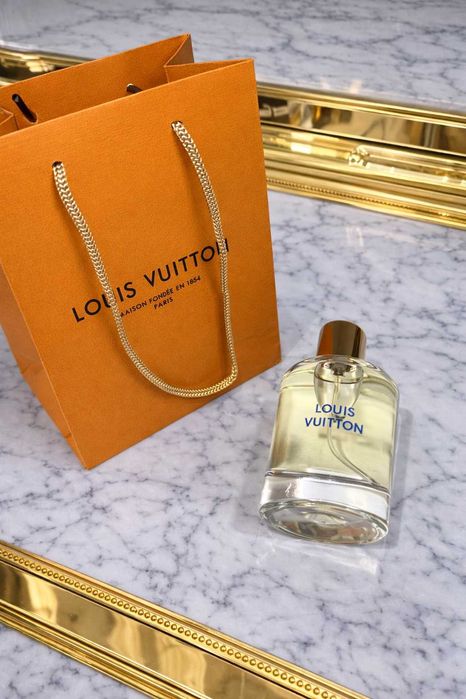 LOUIS VUITTON
MAISON FONDÉE EN 1854
PARIS
LOUIS
VUITTON